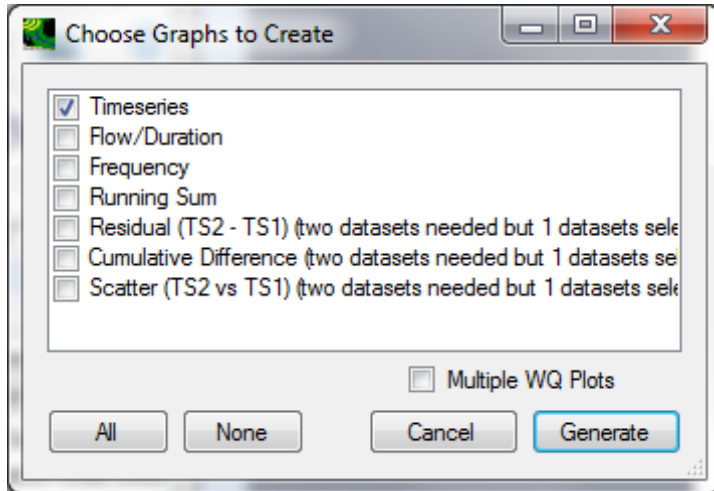 Choose Graphs to Create
Timeseries
Flow/Duration
Frequency
Running Sum
Residual (TS2 - TS1) (two datasets needed but 1 datasets sele
Cumulative Difference (two datasets needed but 1 datasets sel
Scatter (TS2 vs TS1) (two datasets needed but 1 datasets sele
Multiple WQ Plots
All None Cancel Generate